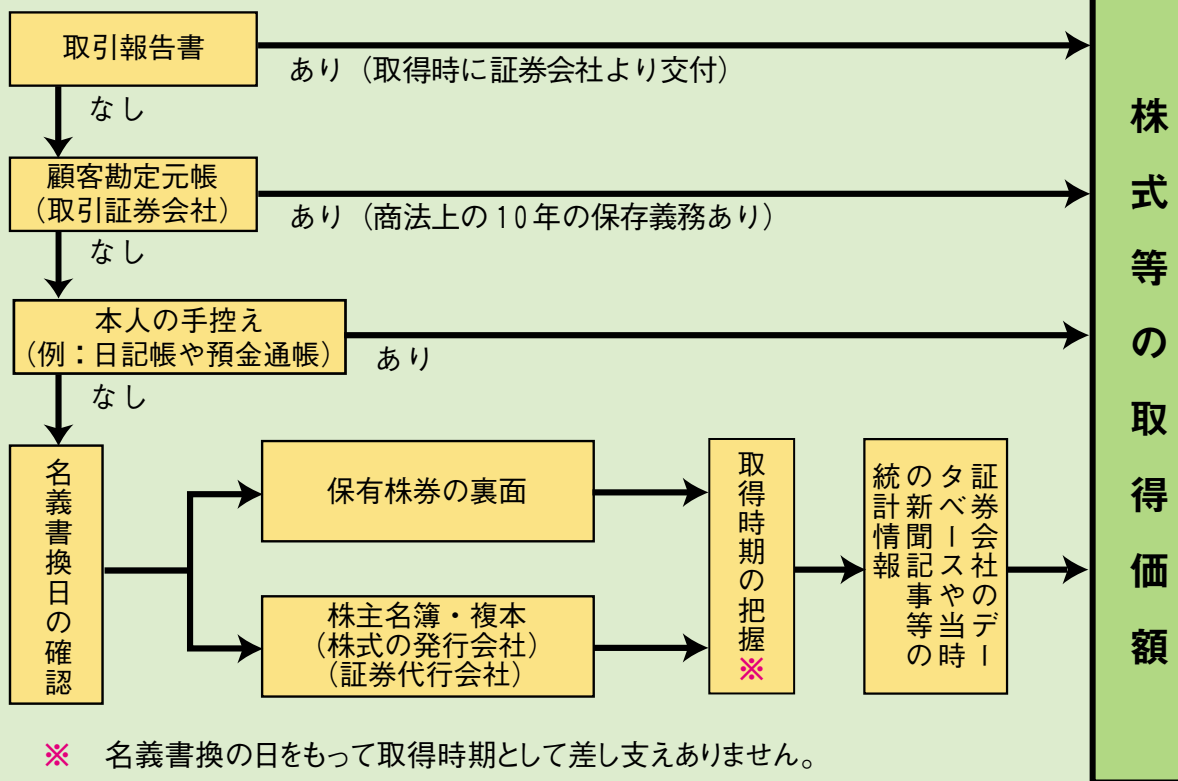 取引報告書
あり（取得時に証券会社より交付）
なし
顧客勘定元帳
（取引証券会社）
あり（商法上の10年の保存義務あり）
なし
本人の手控え
（例：日記帳や預金通帳）
あり
なし
名義書換日の確認
保有株券の裏面
株主名簿・複本
（株式の発行会社）
（証券代行会社）
取得時期の把握※
証券会社のデー
タベースや当時
の新聞記事等の
統計情報
株式等の取得価額
※　名義書換の日をもって取得時期として差し支えありません。